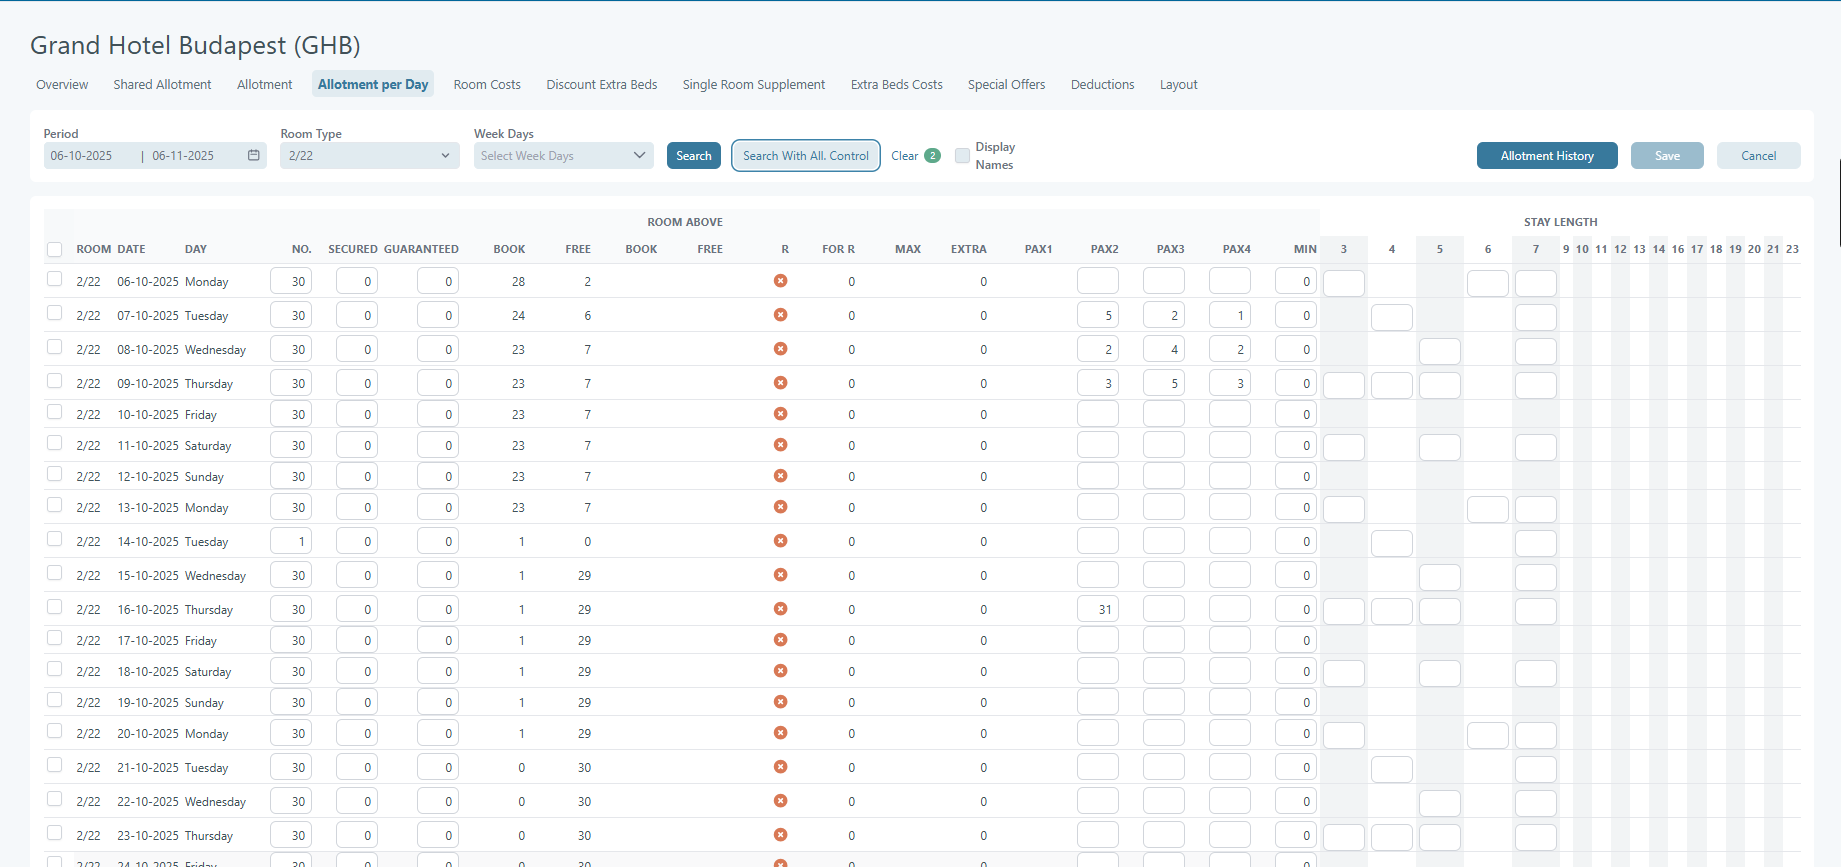 Grand Hotel Budapest (GHB)
Overview Shared Allotment Allotment Allotment per Day Room Costs Discount Extra Beds Single Room Supplement Extra Beds Costs Special Offers Deductions Layout
Period Room Type Week Days
06-10-2025 | 06-11-2025 2/22 Select Week Days Search Search With All. Control Clear 2 Display Names Allotment History Save Cancel
ROOM ABOVE STAY LENGTH
ROOM DATE DAY NO. SECURED GUARANTEED BOOK FREE BOOK FREE R FOR R MAX EXTRA PAX1 PAX2 PAX3 PAX4 MIN 3 4 5 6 7 9 10 11 12 13 14 16 17 18 19 20 21 23
2/22 06-10-2025 Monday 30 0 0 28 2 0 0 0
2/22 07-10-2025 Tuesday 30 0 0 24 6 0 0 5 2 1 0
2/22 08-10-2025 Wednesday 30 0 0 23 7 0 0 2 4 2 0
2/22 09-10-2025 Thursday 30 0 0 23 7 0 0 3 5 3 0
2/22 10-10-2025 Friday 30 0 0 23 7 0 0 0
2/22 11-10-2025 Saturday 30 0 0 23 7 0 0 0
2/22 12-10-2025 Sunday 30 0 0 23 7 0 0 0
2/22 13-10-2025 Monday 30 0 0 23 7 0 0 0
2/22 14-10-2025 Tuesday 1 0 0 1 0 0 0 0
2/22 15-10-2025 Wednesday 30 0 0 1 29 0 0 0
2/22 16-10-2025 Thursday 30 0 0 1 29 0 0 31 0
2/22 17-10-2025 Friday 30 0 0 1 29 0 0 0
2/22 18-10-2025 Saturday 30 0 0 1 29 0 0 0
2/22 19-10-2025 Sunday 30 0 0 1 29 0 0 0
2/22 20-10-2025 Monday 30 0 0 1 29 0 0 0
2/22 21-10-2025 Tuesday 30 0 0 0 30 0 0 0
2/22 22-10-2025 Wednesday 30 0 0 0 30 0 0 0
2/22 23-10-2025 Thursday 30 0 0 0 30 0 0 0
2/22 24-10-2025 Friday 30 0 0 0 30 0 0 0